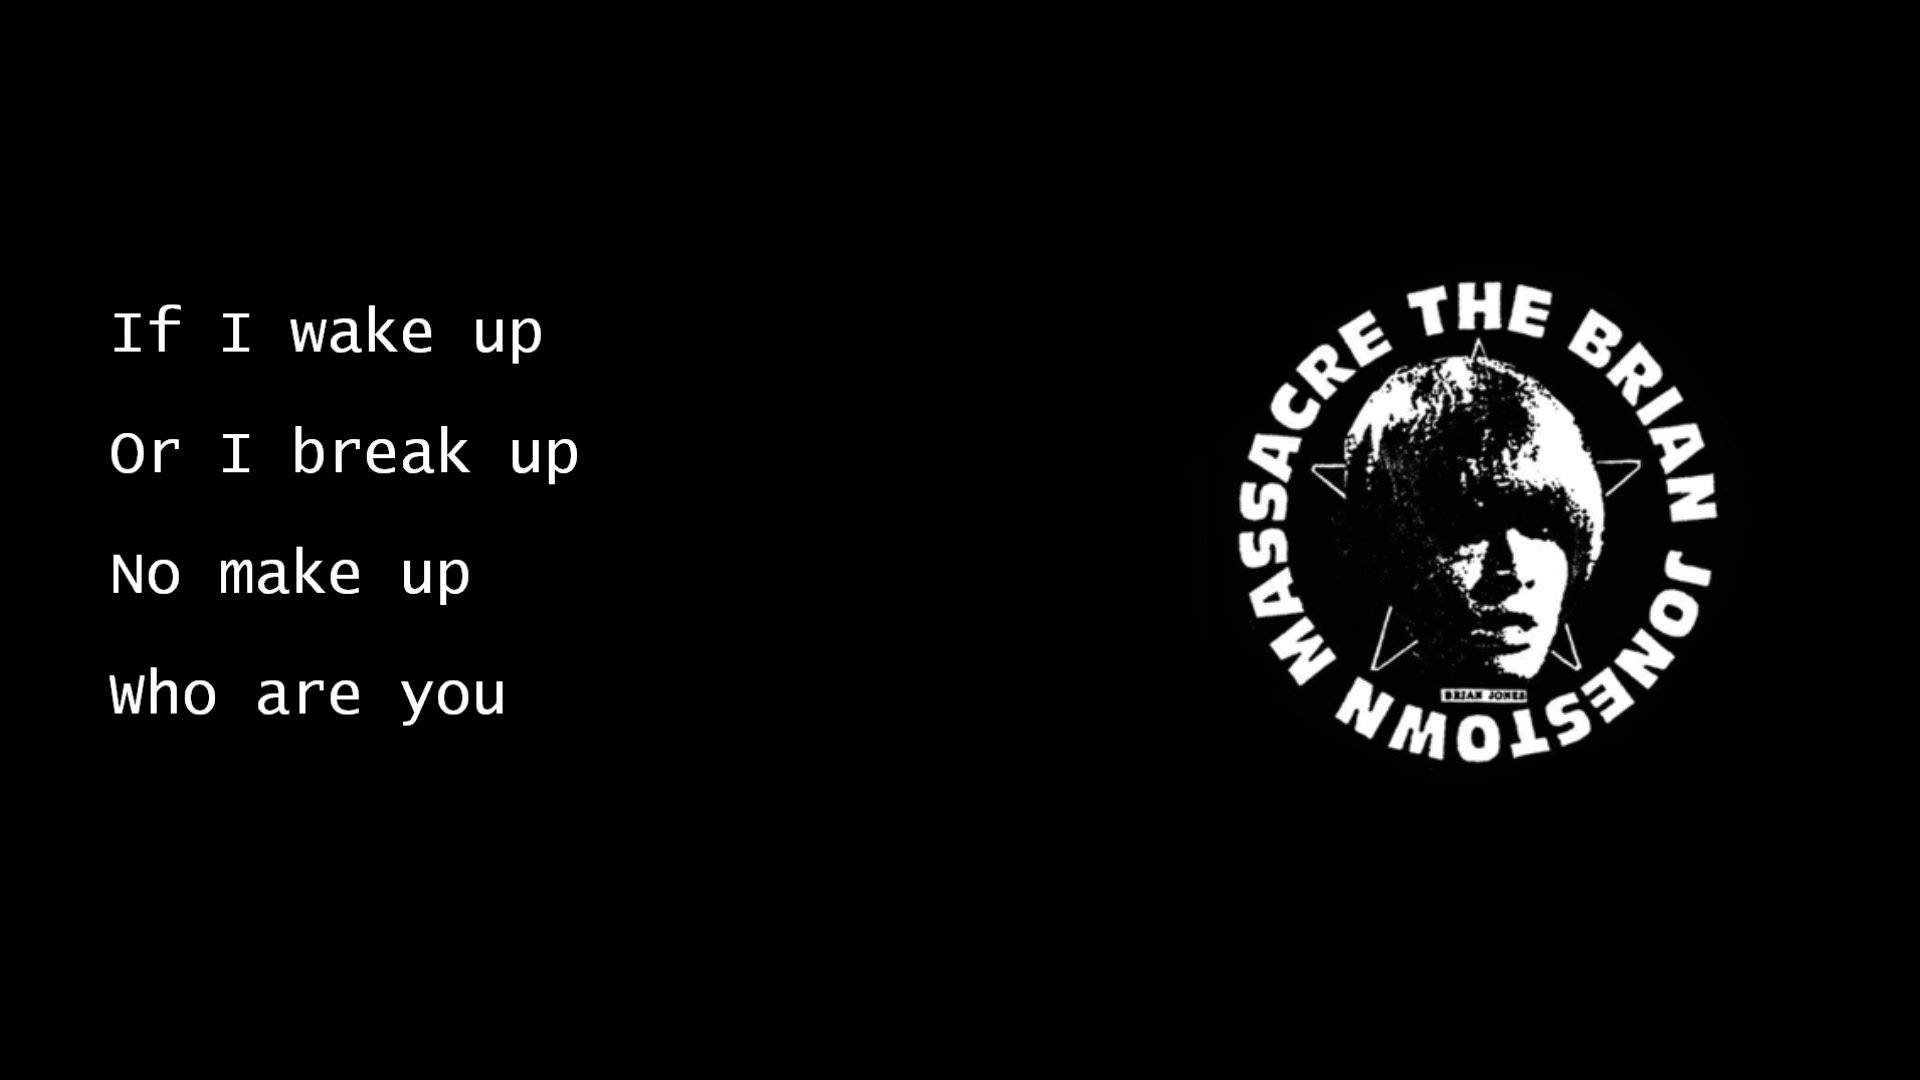 If I wake up
Or I break up
No make up
Who are you
THE BRIAN JONESTOWN MASSACRE
BRIAN JONES